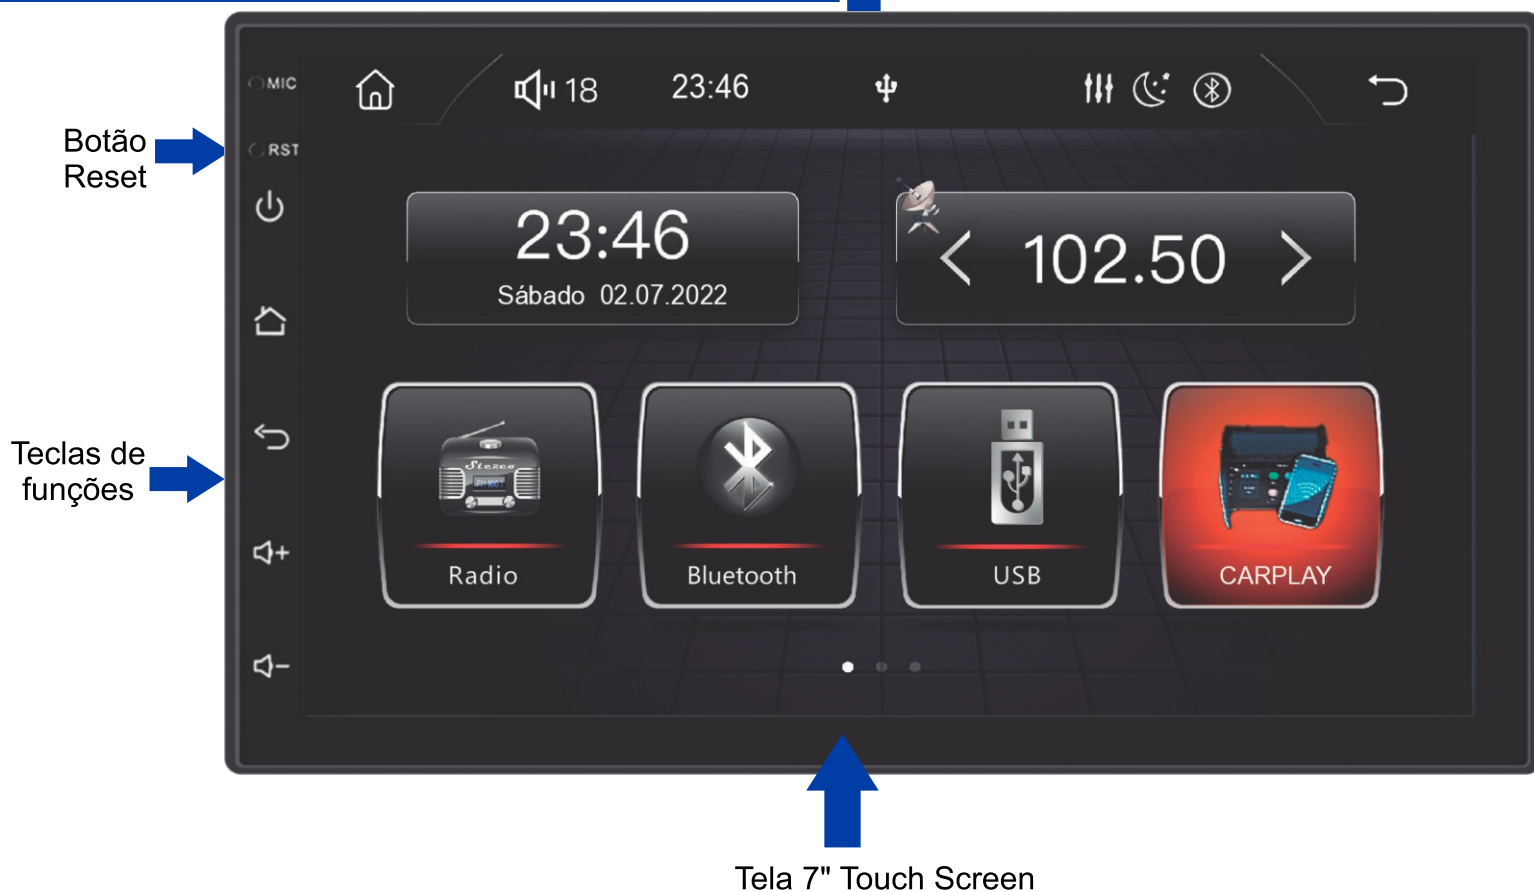 MIC
18
23:46
Botão
Reset
RST
23:46
Sábado 02.07.2022
102.50
Teclas de
funções
Stereo
Radio
Bluetooth
USB
CARPLAY
Tela 7" Touch Screen